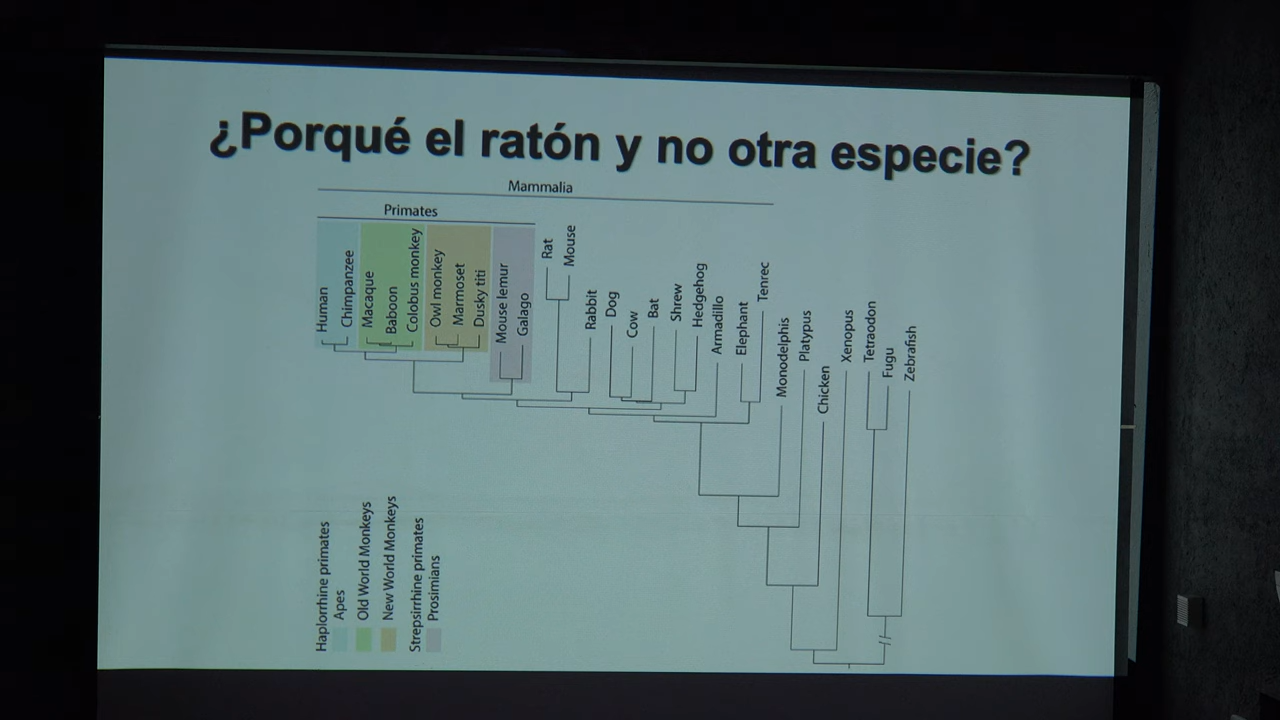 ¿Porqué el ratón y no otra especie?
Mammalia
Primates
Human
Chimpanzee
Macaque
Baboon
Colobus monkey
Owl monkey
Marmoset
Dusky titi
Mouse lemur
Galago
Rat
Mouse
Rabbit
Dog
Cow
Bat
Shrew
Hedgehog
Armadillo
Elephant
Tenrec
Monodelphis
Platypus
Chicken
Xenopus
Tetraodon
Fugu
Zebrafish
Haplorrhine primates
Apes
Old World Monkeys
New World Monkeys
Strepsirrhine primates
Prosimians